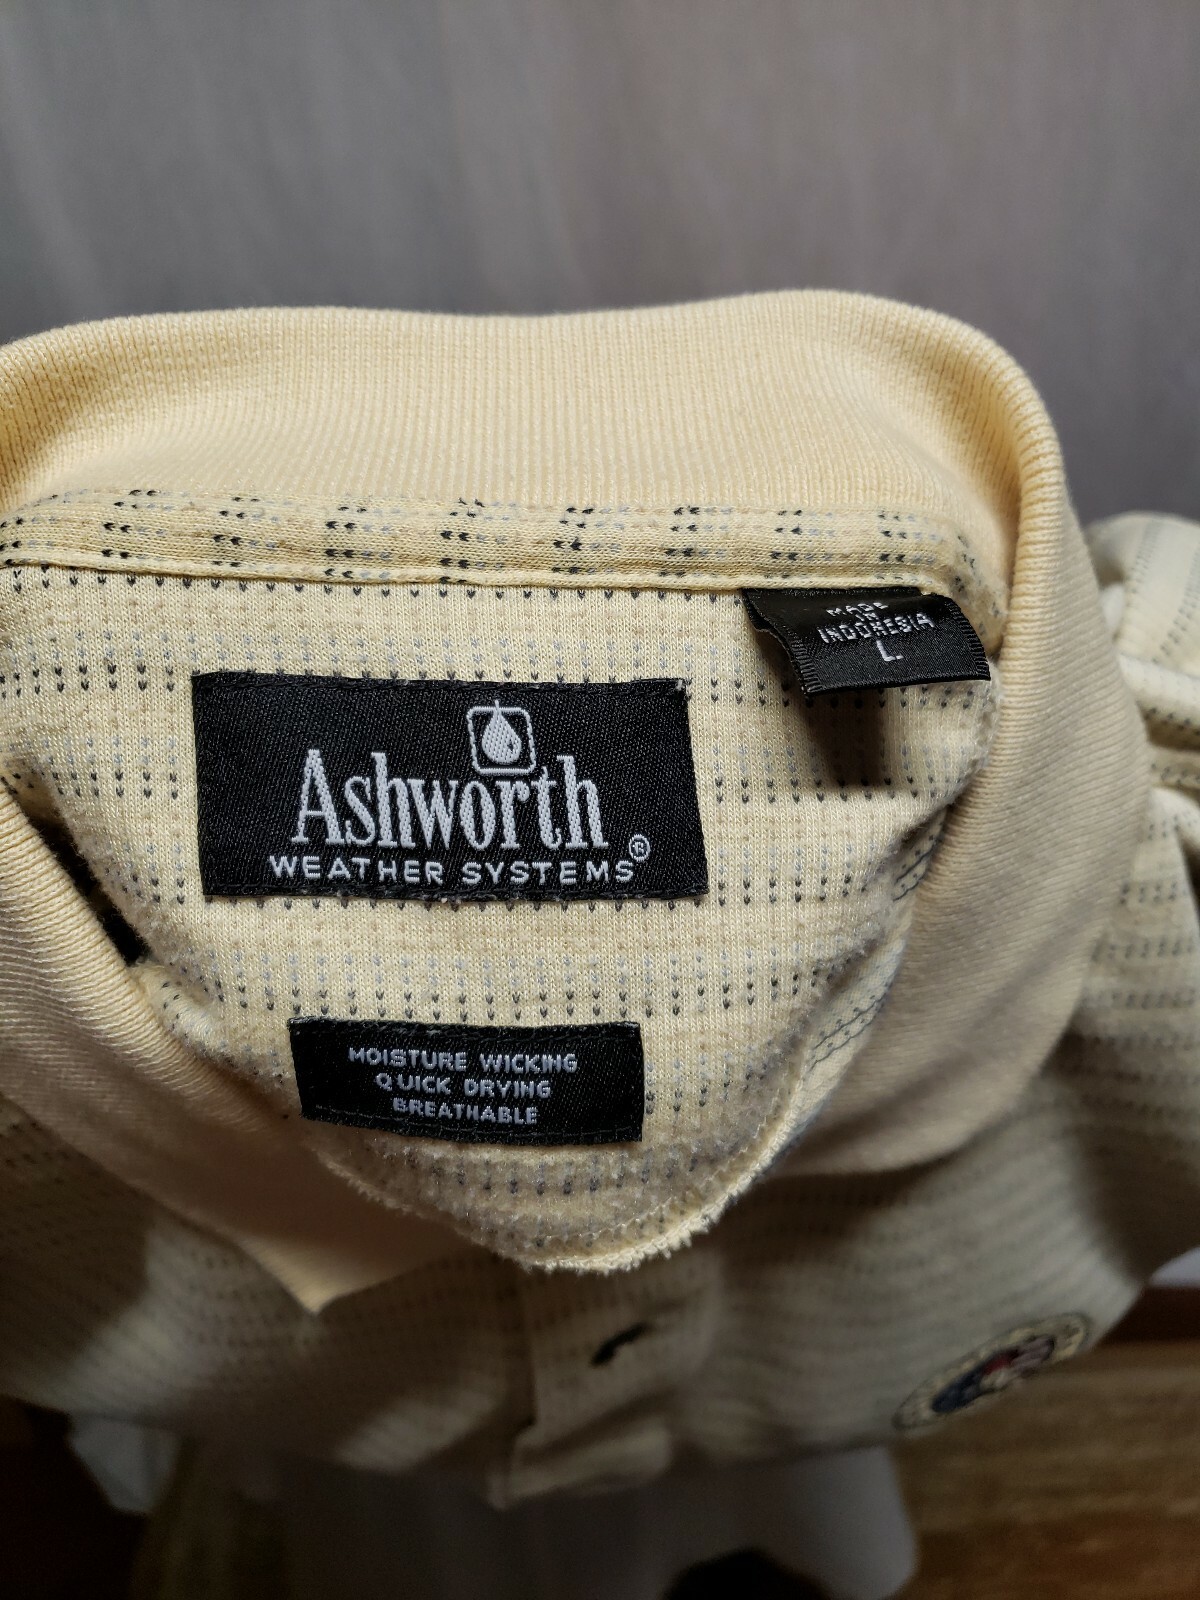 MADE
IN
INDONESIA
L.
Ashworth
WEATHER SYSTEMS®
MOISTURE WICKING
QUICK DRYING
BREATHABLE